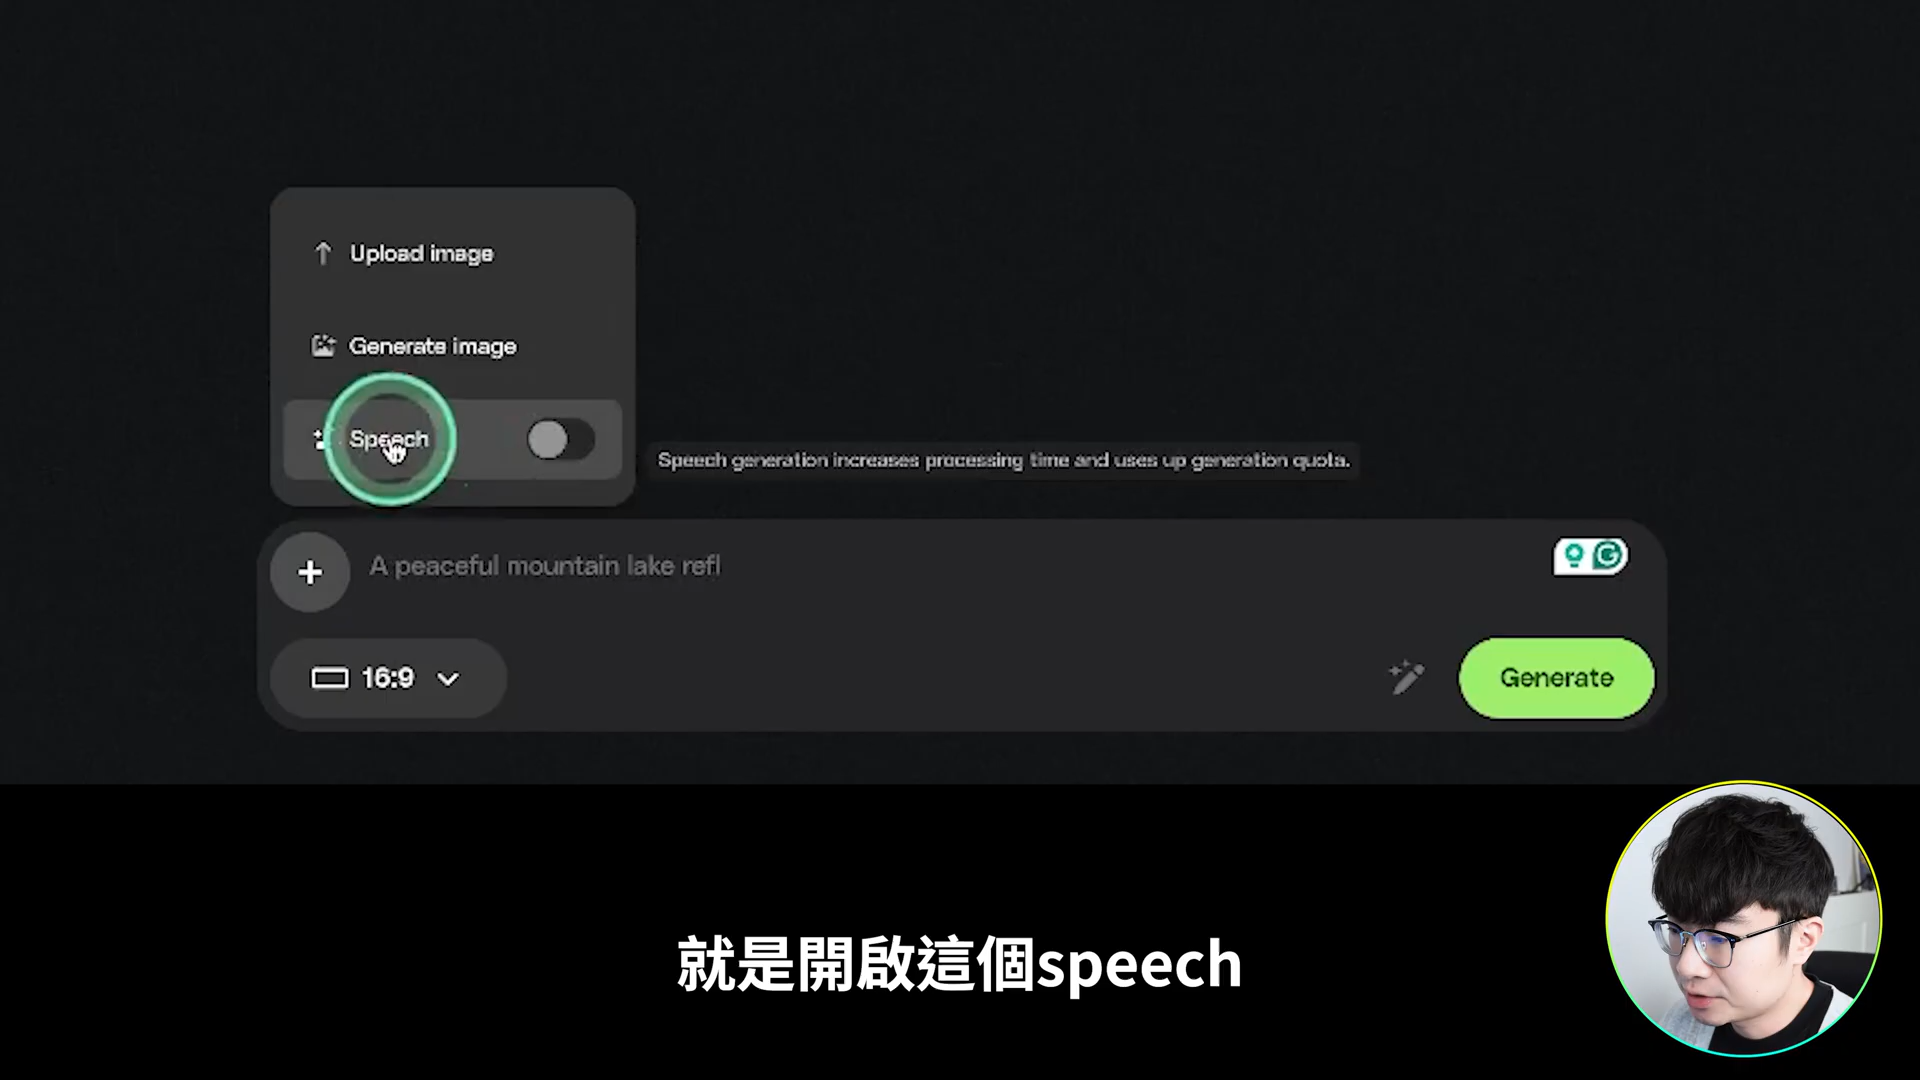 Upload image
Generate image
Speech
Speech generation increases processing time and uses up generation quota.
A peaceful mountain lake refl
16:9
Generate
就是開啟這個speech